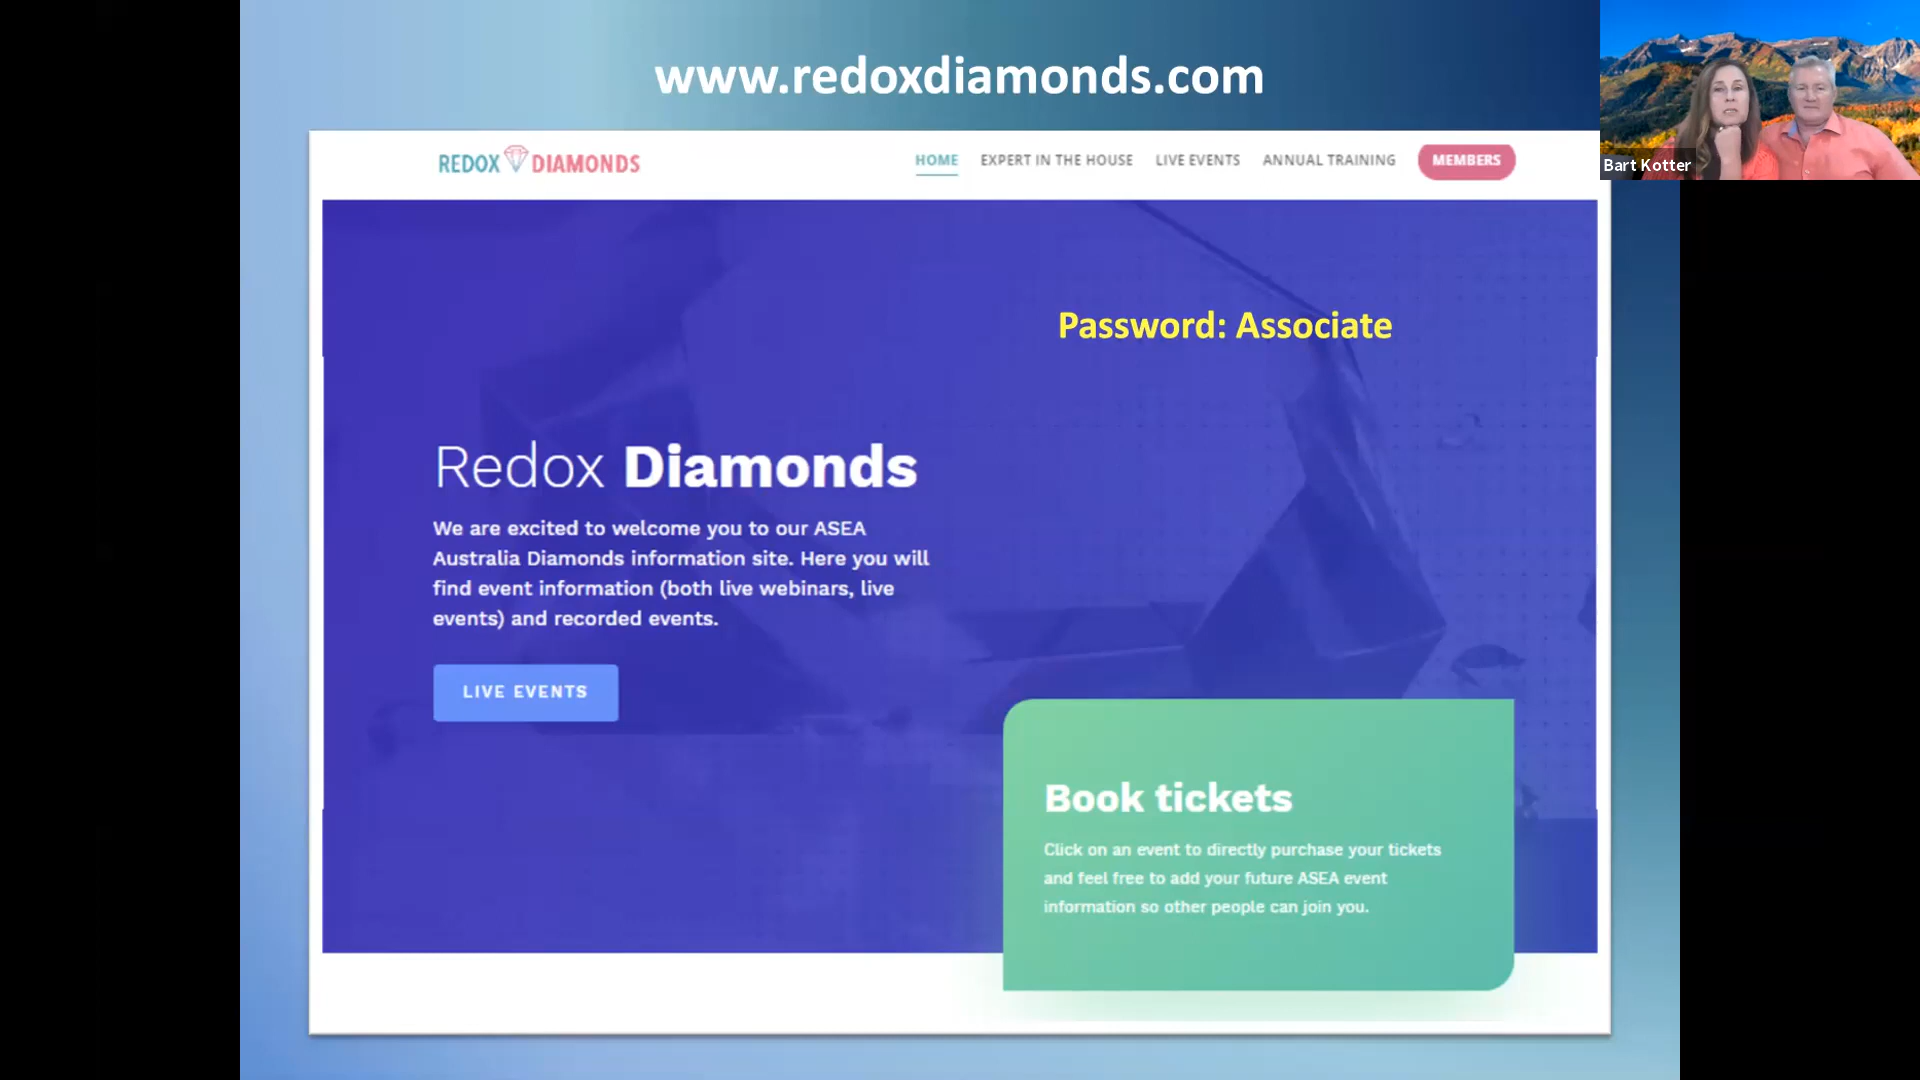 www.redoxdiamonds.com
REDOX DIAMONDS
HOME EXPERT IN THE HOUSE LIVE EVENTS ANNUAL TRAINING MEMBERS
Bart Kotter
Password: Associate
Redox Diamonds
We are excited to welcome you to our ASEA
Australia Diamonds information site. Here you will
find event information (both live webinars, live
events) and recorded events.
LIVE EVENTS
Book tickets
Click on an event to directly purchase your tickets
and feel free to add your future ASEA event
information so other people can join you.